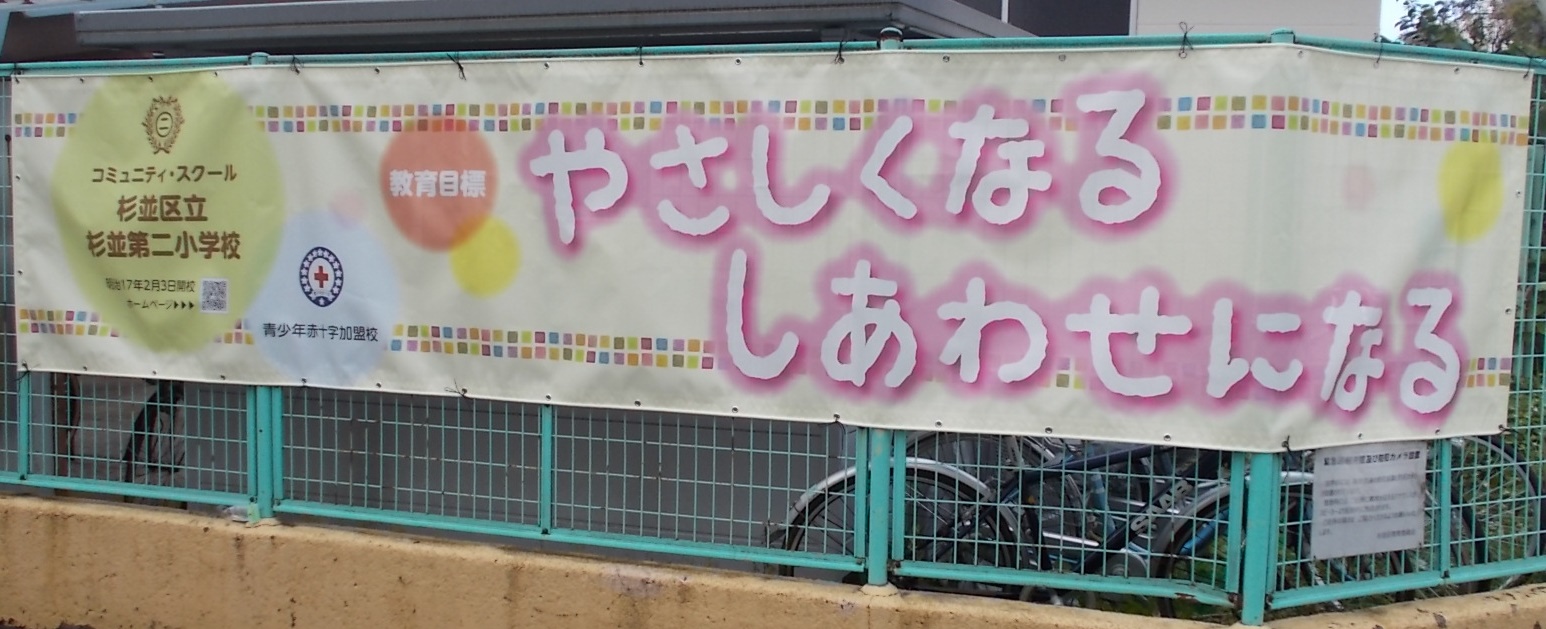 コミュニティ・スクール
杉並区立
杉並第二小学校
明治17年2月3日開校
ホームページ▶▶▶
青少年赤十字加盟校
教育目標
やさしくなる
しあわせになる